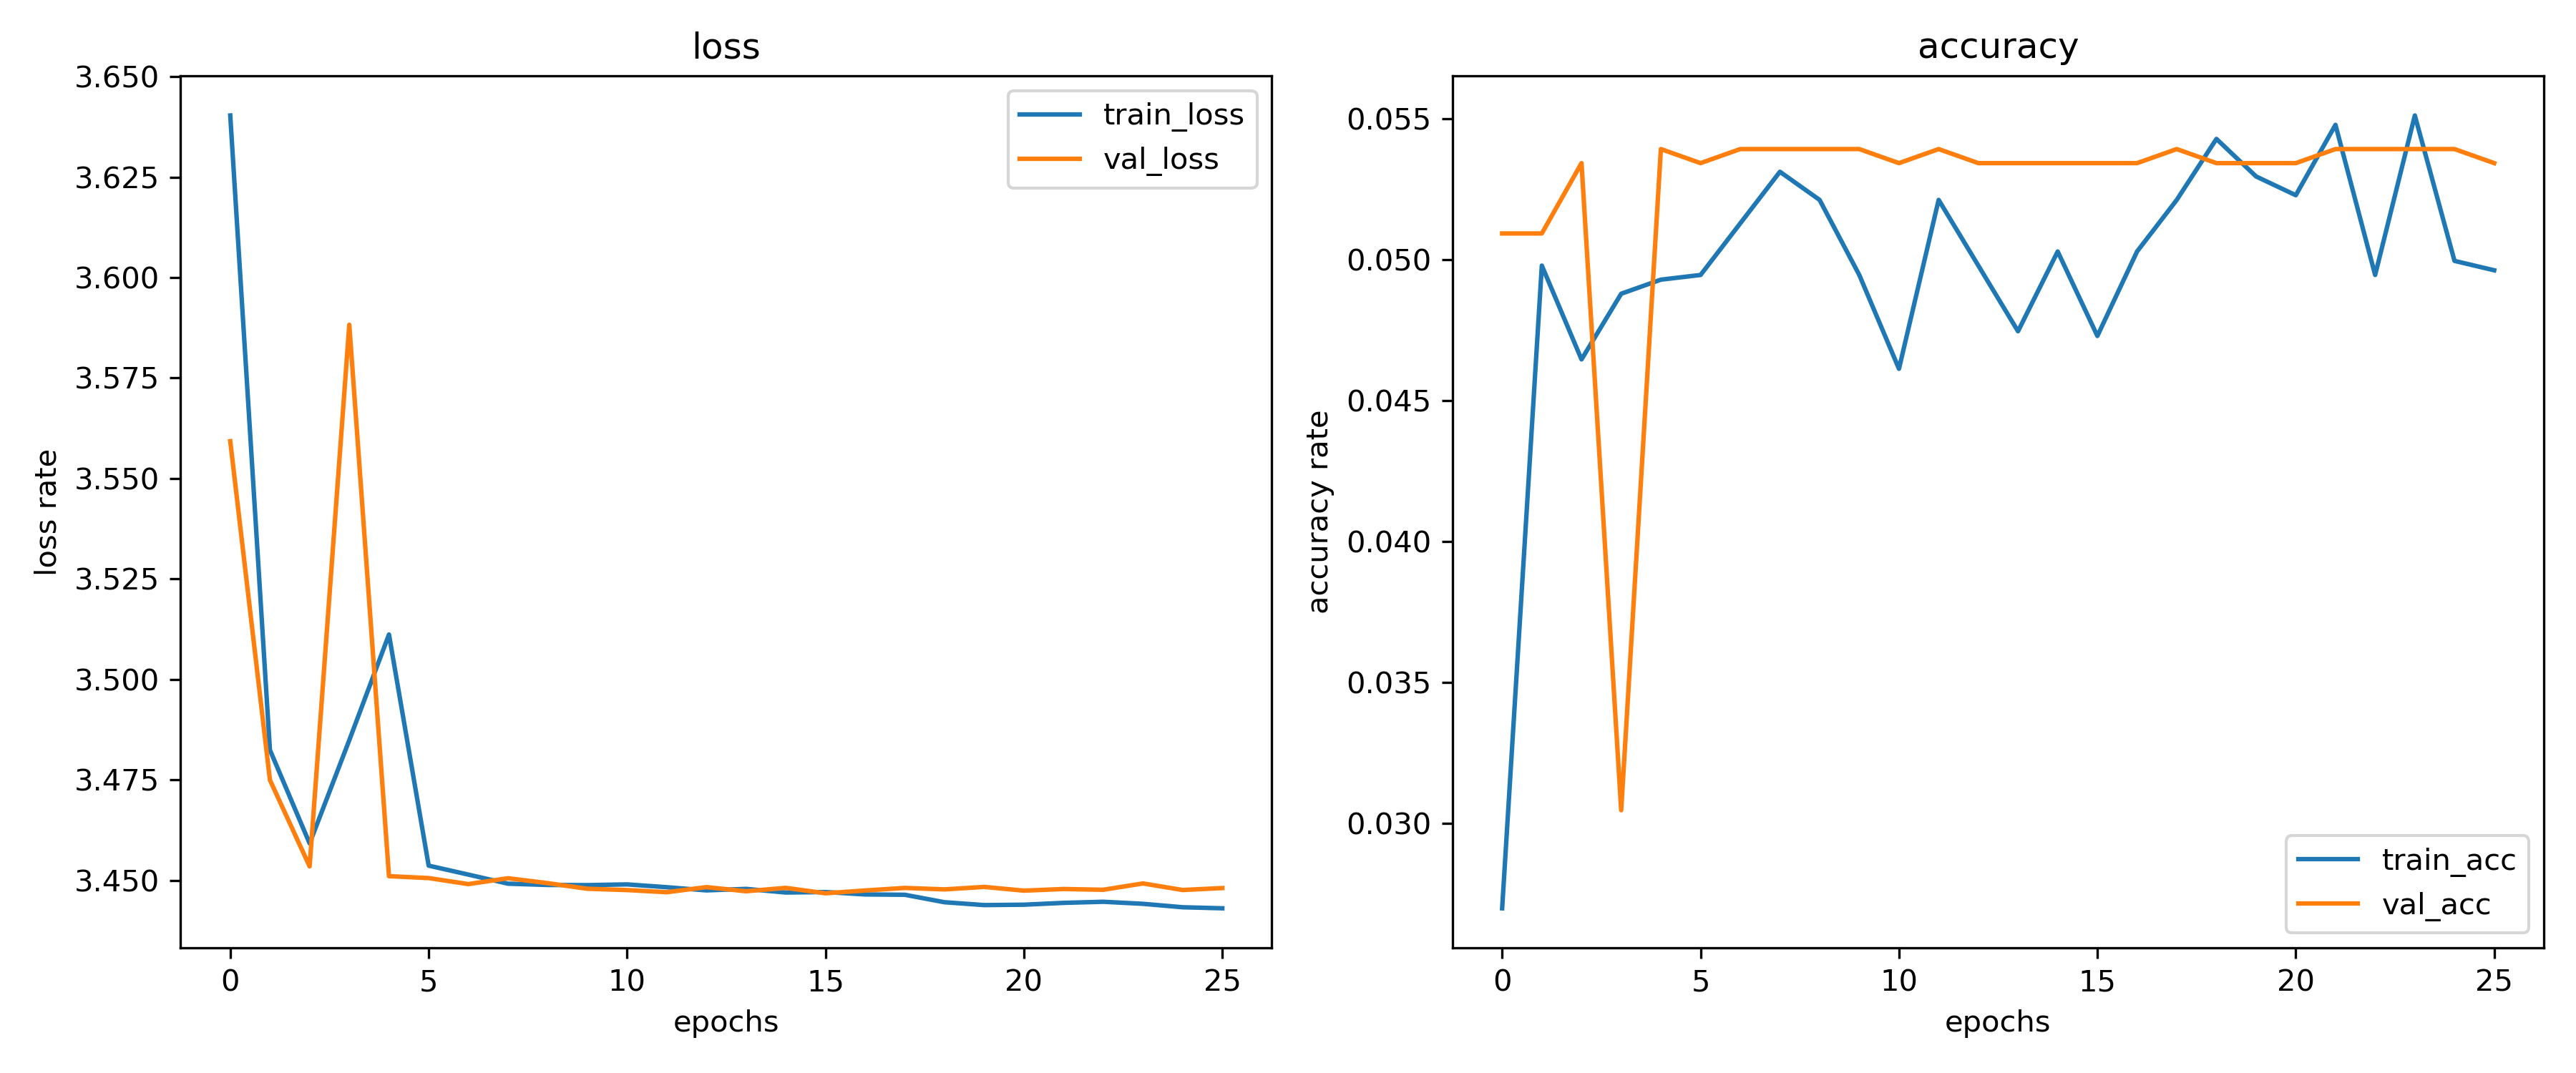 loss
3.650
3.625
3.600
3.575
3.550
3.525
3.500
3.475
3.450
loss rate
0
5
10
15
20
25
epochs
train_loss
val_loss
accuracy
0.055
0.050
0.045
0.040
0.035
0.030
accuracy rate
0
5
10
15
20
25
epochs
train_acc
val_acc